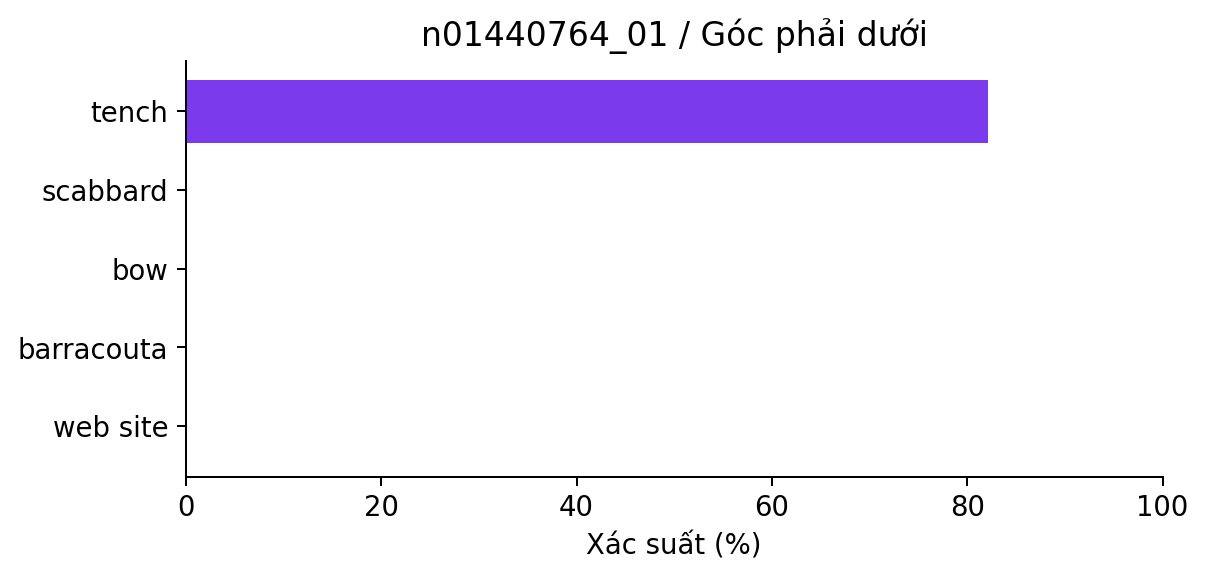 n01440764_01 / Góc phải dưới
tench
scabbard
bow
barracouta
web site
0 20 40 60 80 100
Xác suất (%)